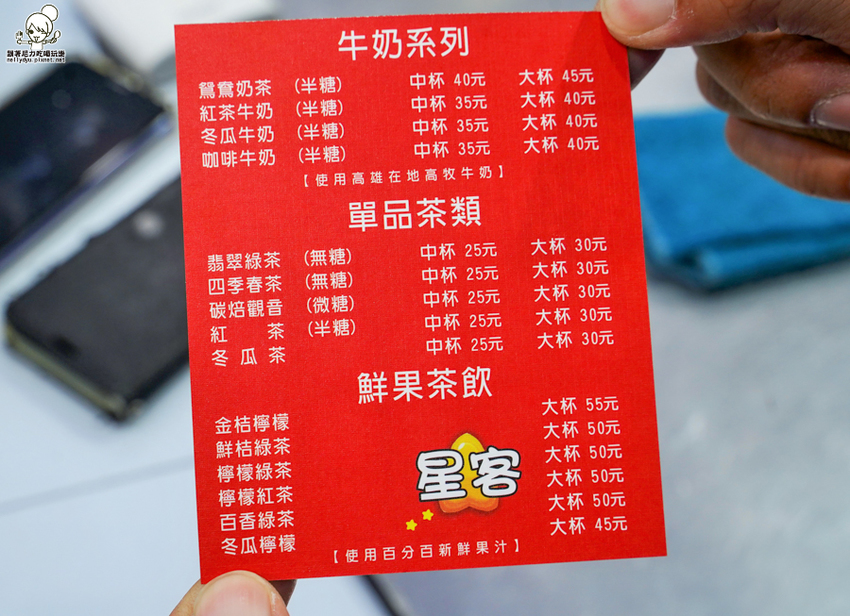 跟著尼力吃喝玩樂
nellydyu.pixnet.net
牛奶系列
鴛鴦奶茶 (半糖) 中杯 40元 大杯 45元
紅茶牛奶 (半糖) 中杯 35元 大杯 40元
冬瓜牛奶 (半糖) 中杯 35元 大杯 40元
咖啡牛奶 (半糖) 中杯 35元 大杯 40元
【使用高雄在地高牧牛奶】
單品茶類
翡翠綠茶 (無糖) 中杯 25元 大杯 30元
四季春茶 (無糖) 中杯 25元 大杯 30元
碳焙觀音 (微糖) 中杯 25元 大杯 30元
紅 茶 (半糖) 中杯 25元 大杯 30元
冬瓜茶 中杯 25元 大杯 30元
鮮果茶飲
金桔檸檬 大杯 55元
鮮桔綠茶 大杯 50元
檸檬綠茶 大杯 50元
檸檬紅茶 大杯 50元
百香綠茶 大杯 50元
冬瓜檸檬 大杯 45元
星客
【使用百分百新鮮果汁】